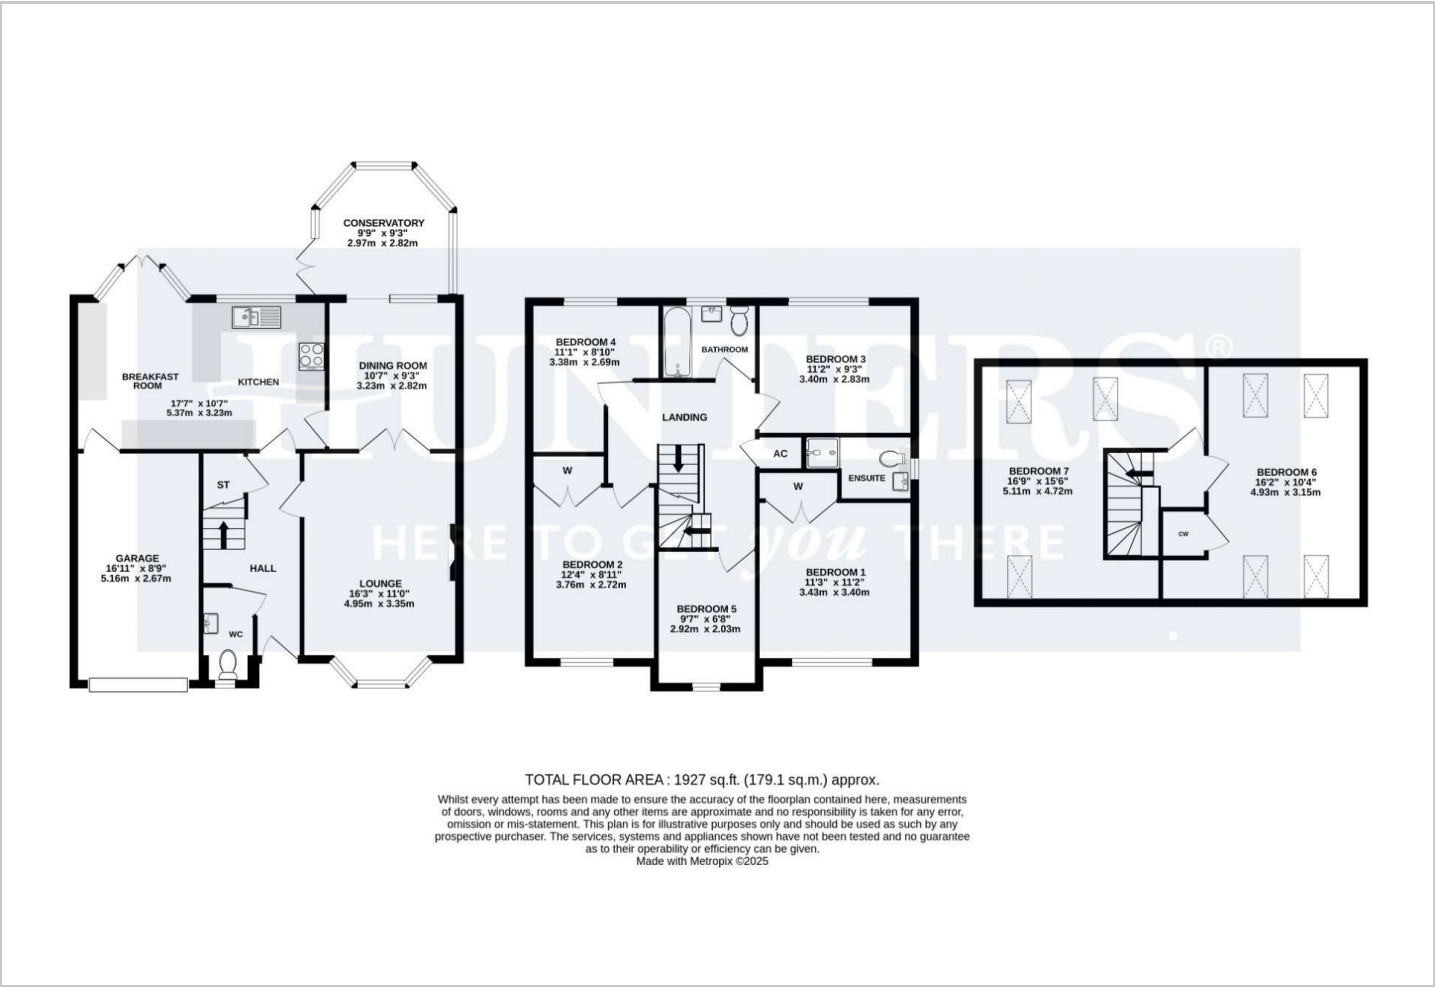 CONSERVATORY
9'9" x 9'3"
2.97m x 2.82m
BREAKFAST
ROOM
KITCHEN
17'7" x 10'7"
5.37m x 3.23m
DINING ROOM
10'7" x 9'3"
3.23m x 2.82m
ST
GARAGE
16'11" x 8'9"
5.16m x 2.67m
HALL
LOUNGE
16'3" x 11'0"
4.95m x 3.35m
WC
BEDROOM 4
11'1" x 8'10"
3.38m x 2.69m
BATHROOM
BEDROOM 3
11'2" x 9'3"
3.40m x 2.83m
LANDING
AC
ENSUITE
W
W
BEDROOM 2
12'4" x 8'11"
3.76m x 2.72m
BEDROOM 1
11'3" x 11'2"
3.43m x 3.40m
BEDROOM 5
9'7" x 6'8"
2.92m x 2.03m
BEDROOM 7
16'9" x 15'6"
5.11m x 4.72m
BEDROOM 6
16'2" x 10'4"
4.93m x 3.15m
CW
HUNTERS®
HERE TO GET you THERE
TOTAL FLOOR AREA : 1927 sq.ft. (179.1 sq.m.) approx.
Whilst every attempt has been made to ensure the accuracy of the floorplan contained here, measurements
of doors, windows, rooms and any other items are approximate and no responsibility is taken for any error,
omission or mis-statement. This plan is for illustrative purposes only and should be used as such by any
prospective purchaser. The services, systems and appliances shown have not been tested and no guarantee
as to their operability or efficiency can be given.
Made with Metropix ©2025